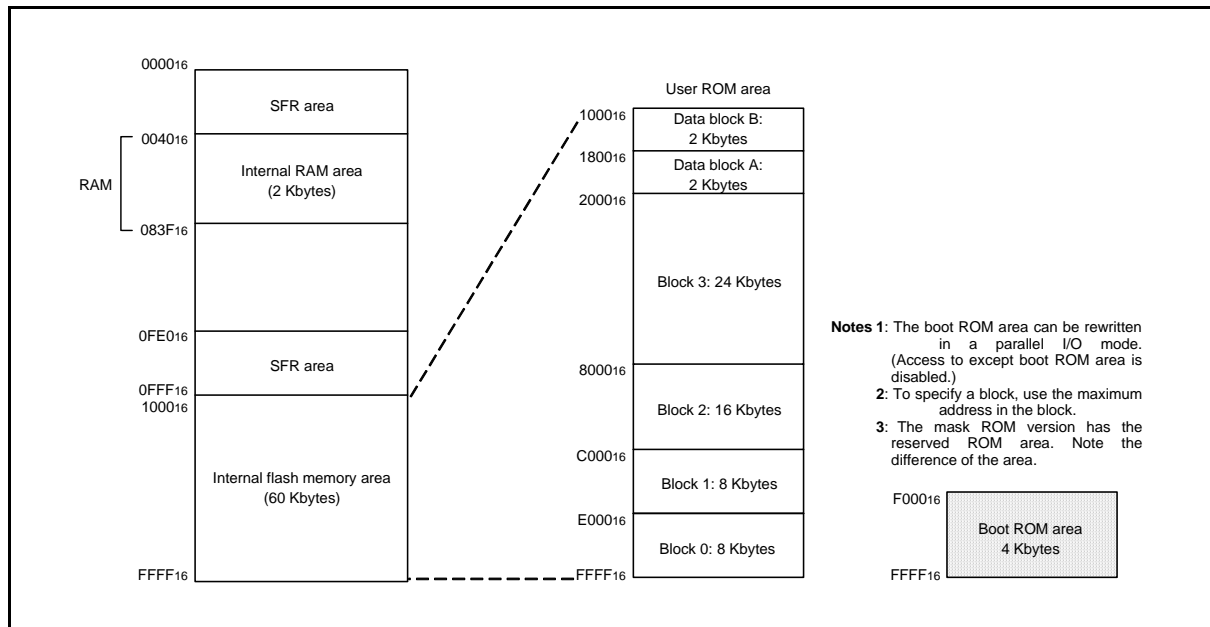 000016
SFR area
004016
RAM
Internal RAM area
(2 Kbytes)
083F16
0FE016
SFR area
0FFF16
100016
Internal flash memory area
(60 Kbytes)
FFFF16
User ROM area
100016
Data block B:
2 Kbytes
180016
Data block A:
2 Kbytes
200016
Block 3: 24 Kbytes
800016
Block 2: 16 Kbytes
C00016
Block 1: 8 Kbytes
E00016
Block 0: 8 Kbytes
FFFF16
Notes 1: The boot ROM area can be rewritten
in a parallel I/O mode.
(Access to except boot ROM area is
disabled.)
2: To specify a block, use the maximum
address in the block.
3: The mask ROM version has the
reserved ROM area. Note the
difference of the area.
F00016
Boot ROM area
4 Kbytes
FFFF16